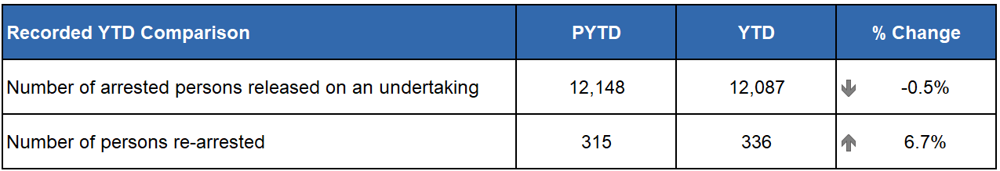 Recorded YTD Comparison PYTD YTD % Change
Number of arrested persons released on an undertaking 12,148 12,087 -0.5%
Number of persons re-arrested 315 336 6.7%